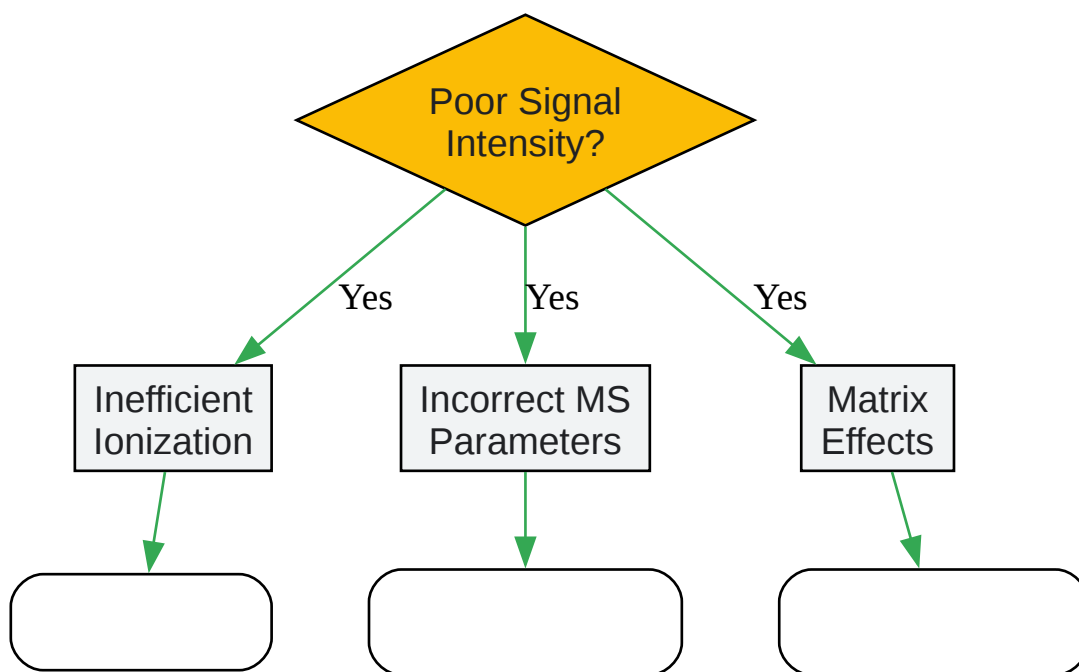 Poor Signal
Intensity?
Yes
Yes
Yes
Inefficient
Ionization
Incorrect MS
Parameters
Matrix
Effects